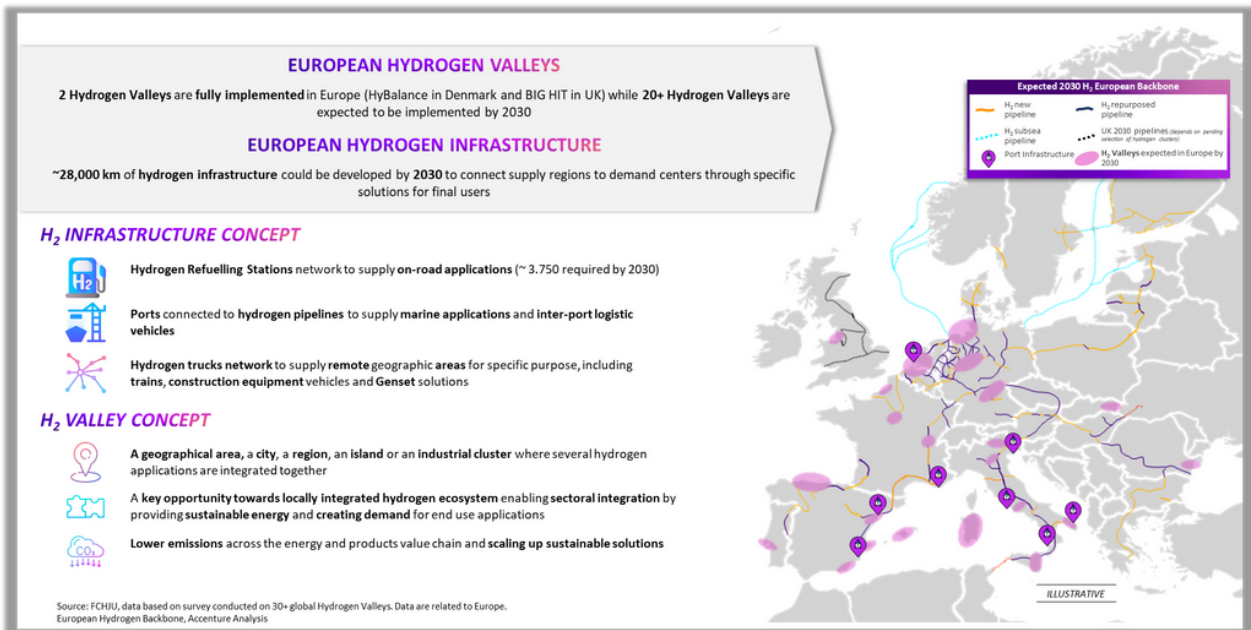 EUROPEAN HYDROGEN VALLEYS
2 Hydrogen Valleys are fully implemented in Europe (HyBalance in Denmark and BIG HIT in UK) while 20+ Hydrogen Valleys are
expected to be implemented by 2030
EUROPEAN HYDROGEN INFRASTRUCTURE
~28,000 km of hydrogen infrastructure could be developed by 2030 to connect supply regions to demand centers through specific
solutions for final users
H₂ INFRASTRUCTURE CONCEPT
H2
Hydrogen Refuelling Stations network to supply on-road applications (~ 3.750 required by 2030)
Ports connected to hydrogen pipelines to supply marine applications and inter-port logistic
vehicles
Hydrogen trucks network to supply remote geographic areas for specific purpose, including
trains, construction equipment vehicles and Genset solutions
H₂ VALLEY CONCEPT
A geographical area, a city, a region, an island or an industrial cluster where several hydrogen
applications are integrated together
A key opportunity towards locally integrated hydrogen ecosystem enabling sectoral integration by
providing sustainable energy and creating demand for end use applications
CO₂
Lower emissions across the energy and products value chain and scaling up sustainable solutions
Source: FCHJU, data based on survey conducted on 30+ global Hydrogen Valleys. Data are related to Europe.
European Hydrogen Backbone, Accenture Analysis
Expected 2030 H₂ European Backbone
H₂ new
pipeline
H₂ repurposed
pipeline
H₂ subsea
pipeline
UK 2030 pipelines (depends on pending
selection of hydrogen clusters)
Port Infrastructure
H₂ Valleys expected in Europe by
2030
ILLUSTRATIVE